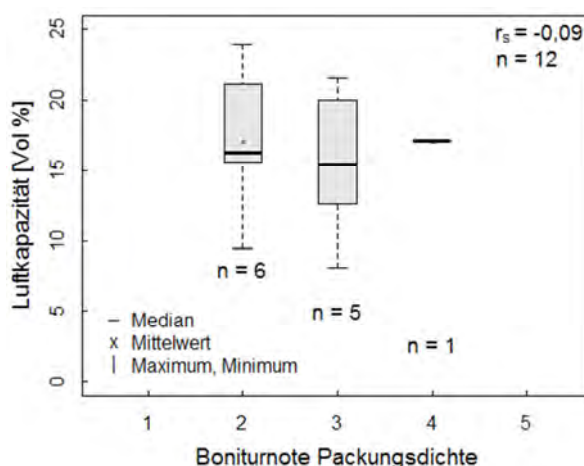 rs = -0,09
n = 12
25
20
15
10
5
0
Luftkapazität [Vol %]
n = 6
n = 5
n = 1
– Median
x Mittelwert
| Maximum, Minimum
1 2 3 4 5
Boniturnote Packungsdichte